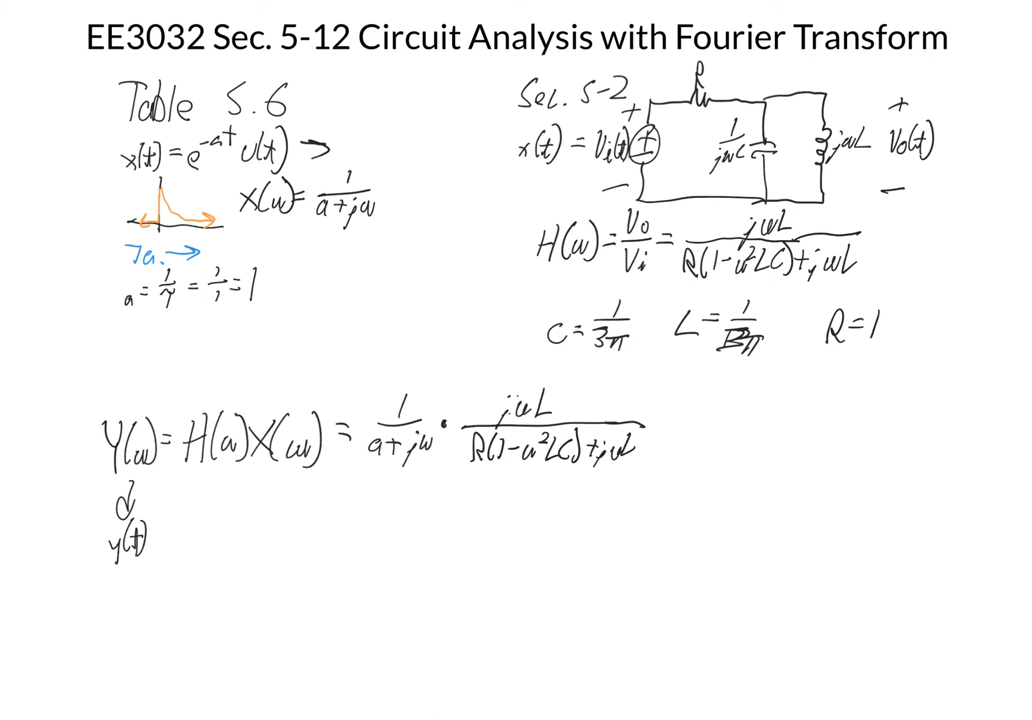 EE3032 Sec. 5-12 Circuit Analysis with Fourier Transform
Table 5.6
x(t) = e^-at u(t) →
X(ω) = 1/(a+jω)
a = 1/τ = 1/1 = 1
Sec. 5-2
R
+
x(t) = Vi(t)
+
−
1/(jωC)
jωL
+
Vo(t)
−
H(ω) = Vo/Vi = jωL/(R(1-ω²LC)+jωL)
C = 1/3π L = 1/3π R = 1
Y(ω) = H(ω)X(ω) = 1/(a+jω) · jωL/(R(1-ω²LC)+jωL)
↓
y(t)